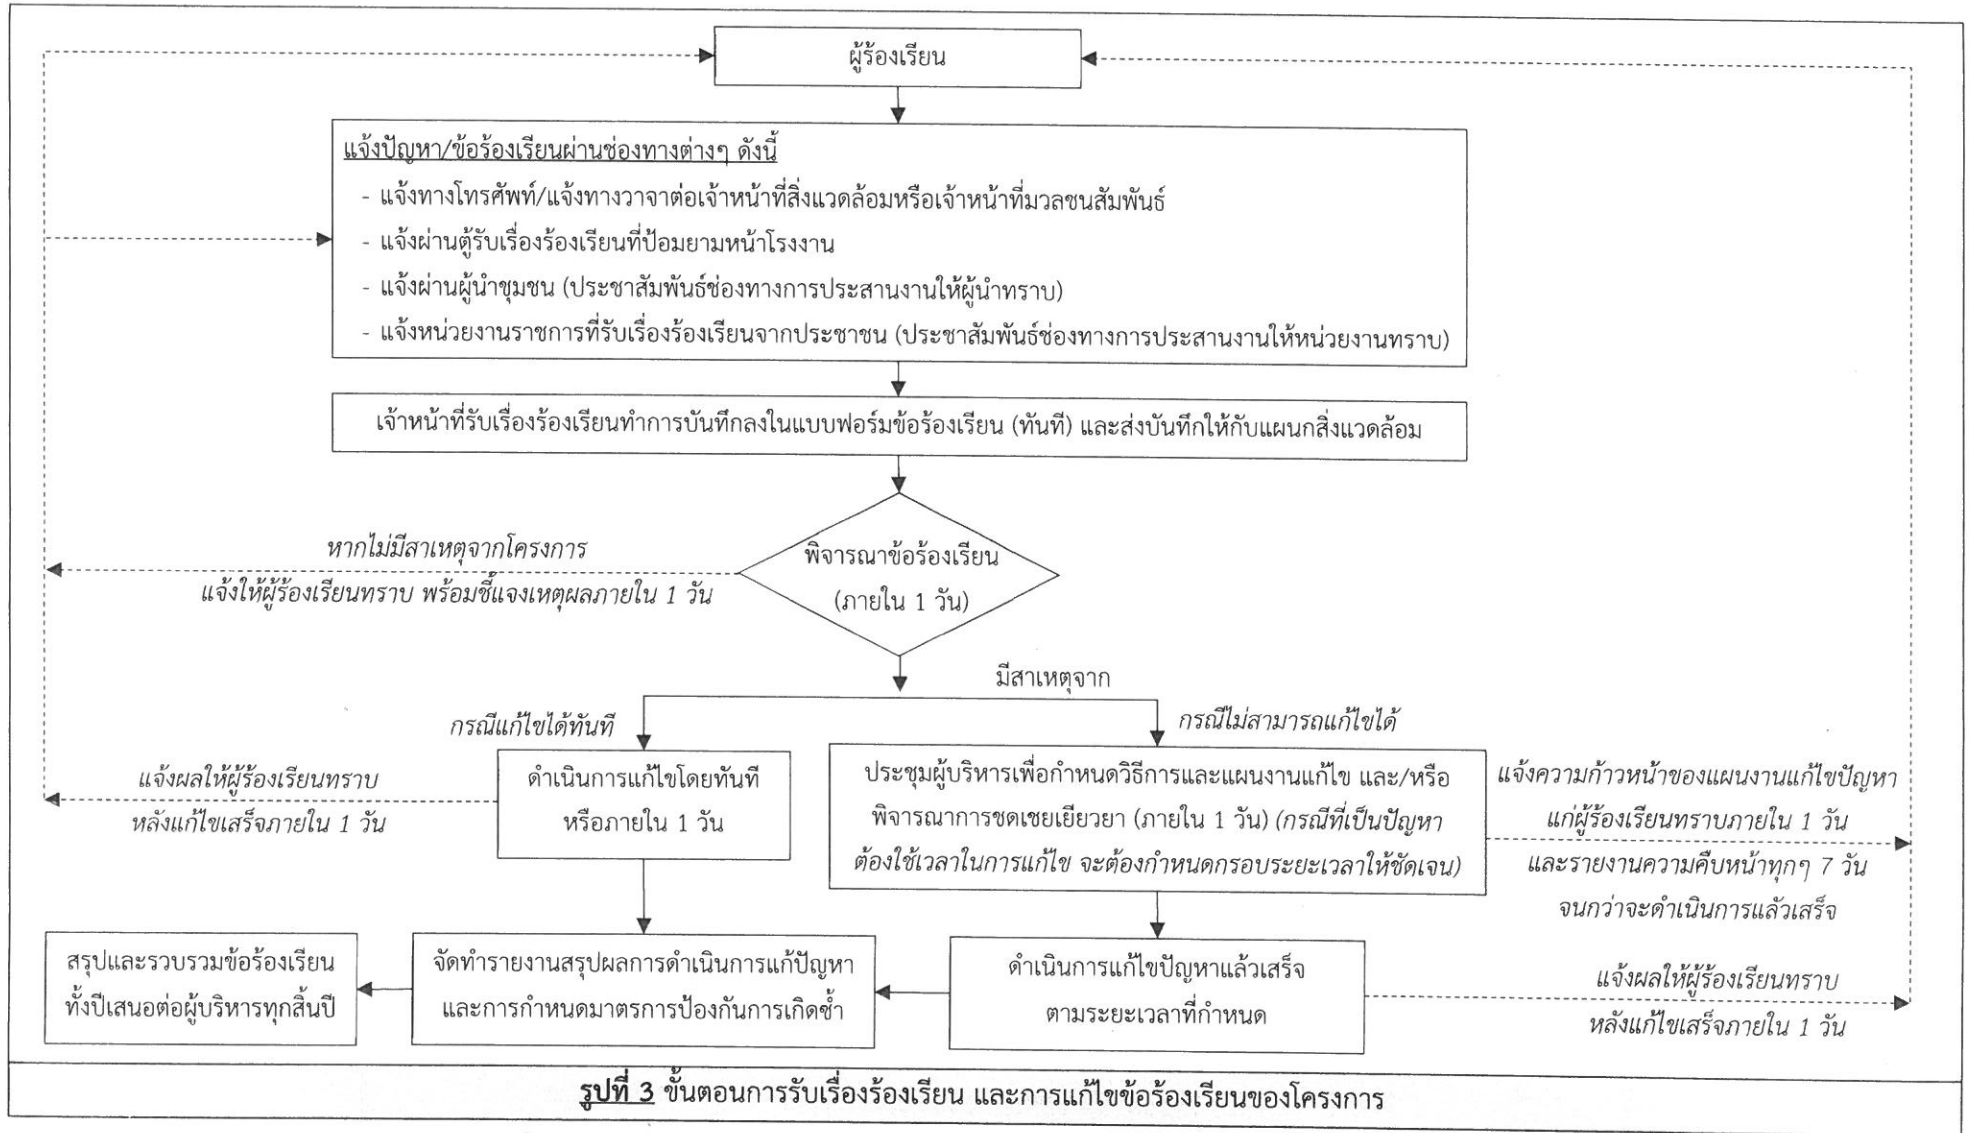 ผู้ร้องเรียน
แจ้งปัญหา/ข้อร้องเรียนผ่านช่องทางต่างๆ ดังนี้
- แจ้งทางโทรศัพท์/แจ้งทางวาจาต่อเจ้าหน้าที่สิ่งแวดล้อมหรือเจ้าหน้าที่มวลชนสัมพันธ์
- แจ้งผ่านตู้รับเรื่องร้องเรียนที่ป้อมยามหน้าโรงงาน
- แจ้งผ่านผู้นำชุมชน (ประชาสัมพันธ์ช่องทางการประสานงานให้ผู้นำทราบ)
- แจ้งหน่วยงานราชการที่รับเรื่องร้องเรียนจากประชาชน (ประชาสัมพันธ์ช่องทางการประสานงานให้หน่วยงานทราบ)
เจ้าหน้าที่รับเรื่องร้องเรียนทำการบันทึกลงในแบบฟอร์มข้อร้องเรียน (ทันที) และส่งบันทึกให้กับแผนกสิ่งแวดล้อม
พิจารณาข้อร้องเรียน
(ภายใน 1 วัน)
หากไม่มีสาเหตุจากโครงการ
แจ้งให้ผู้ร้องเรียนทราบ พร้อมชี้แจงเหตุผลภายใน 1 วัน
มีสาเหตุจาก
กรณีแก้ไขได้ทันที
กรณีไม่สามารถแก้ไขได้
แจ้งผลให้ผู้ร้องเรียนทราบ
หลังแก้ไขเสร็จภายใน 1 วัน
ดำเนินการแก้ไขโดยทันที
หรือภายใน 1 วัน
ประชุมผู้บริหารเพื่อกำหนดวิธีการและแผนงานแก้ไข และ/หรือ
พิจารณาการชดเชยเยียวยา (ภายใน 1 วัน) (กรณีที่เป็นปัญหา
ต้องใช้เวลาในการแก้ไข จะต้องกำหนดกรอบระยะเวลาให้ชัดเจน)
แจ้งความก้าวหน้าของแผนงานแก้ไขปัญหา
แก่ผู้ร้องเรียนทราบภายใน 1 วัน
และรายงานความคืบหน้าทุกๆ 7 วัน
จนกว่าจะดำเนินการแล้วเสร็จ
สรุปและรวบรวมข้อร้องเรียน
ทั้งปีเสนอต่อผู้บริหารทุกสิ้นปี
จัดทำรายงานสรุปผลการดำเนินการแก้ปัญหา
และการกำหนดมาตรการป้องกันการเกิดซ้ำ
ดำเนินการแก้ไขปัญหาแล้วเสร็จ
ตามระยะเวลาที่กำหนด
แจ้งผลให้ผู้ร้องเรียนทราบ
หลังแก้ไขเสร็จภายใน 1 วัน
รูปที่ 3 ขั้นตอนการรับเรื่องร้องเรียน และการแก้ไขข้อร้องเรียนของโครงการ